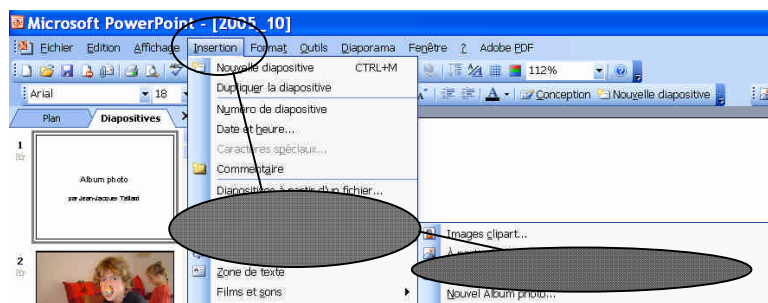 Microsoft PowerPoint - [2005_10]
Fichier Edition Affichage Insertion Format Outils Diaporama Fenêtre ? Adobe PDF
112%
Arial 18 A Conception Nouvelle diapositive
Plan Diapositives
Nouvelle diapositive CTRL+M
Dupliquer la diapositive
Numéro de diapositive
Date et heure...
Caractères spéciaux...
Commentaire
Diapositives à partir d'un fichier...
1
Album photo
par Jean-Jacques Tallard
Images clipart...
2
Zone de texte
Films et sons
Nouvel Album photo...